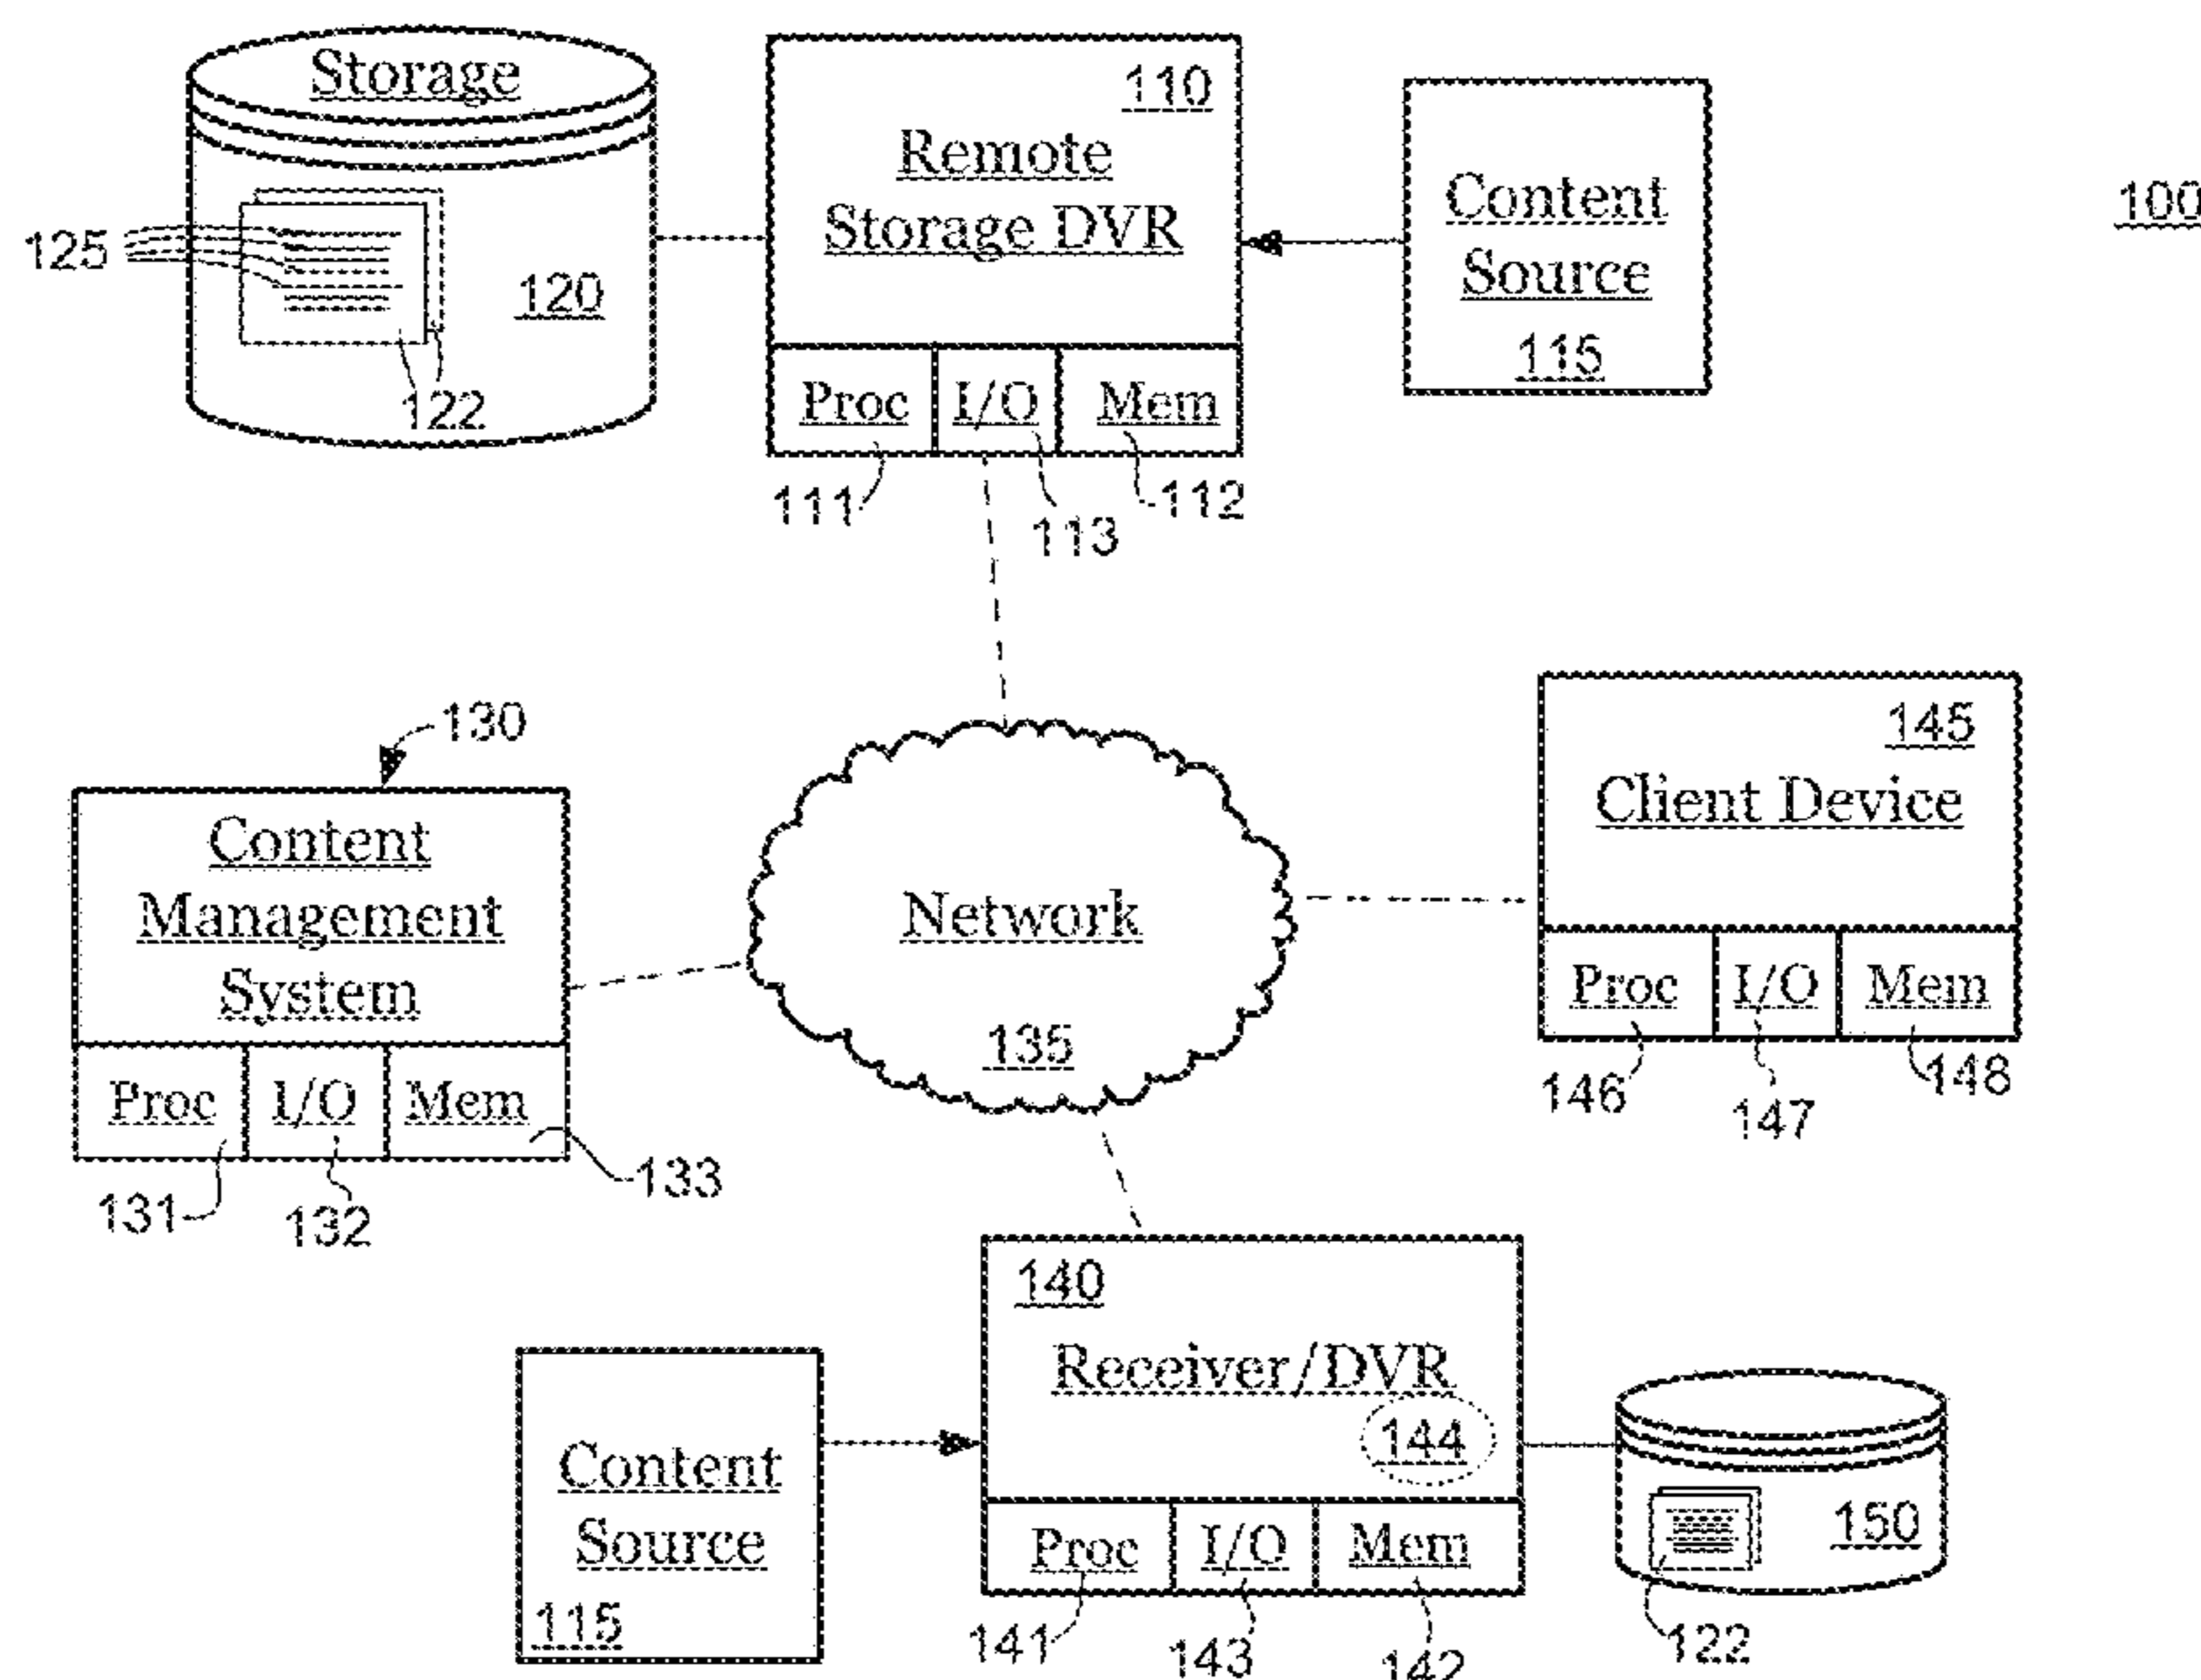 Storage
125
120
122
110
Remote
Storage DVR
Proc I/O Mem
111
113
112
Content
Source
115
100
130
Content
Management
System
Proc I/O Mem
131
132
133
Network
135
145
Client Device
Proc I/O Mem
146
147
148
Content
Source
115
140
Receiver/DVR
144
Proc I/O Mem
141
143
142
150
122